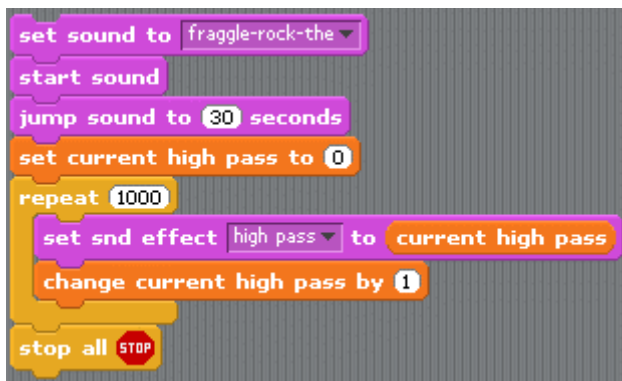 set sound to fraggle-rock-the
start sound
jump sound to 30 seconds
set current high pass to 0
repeat 1000
set snd effect high pass to current high pass
change current high pass by 1
stop all STOP